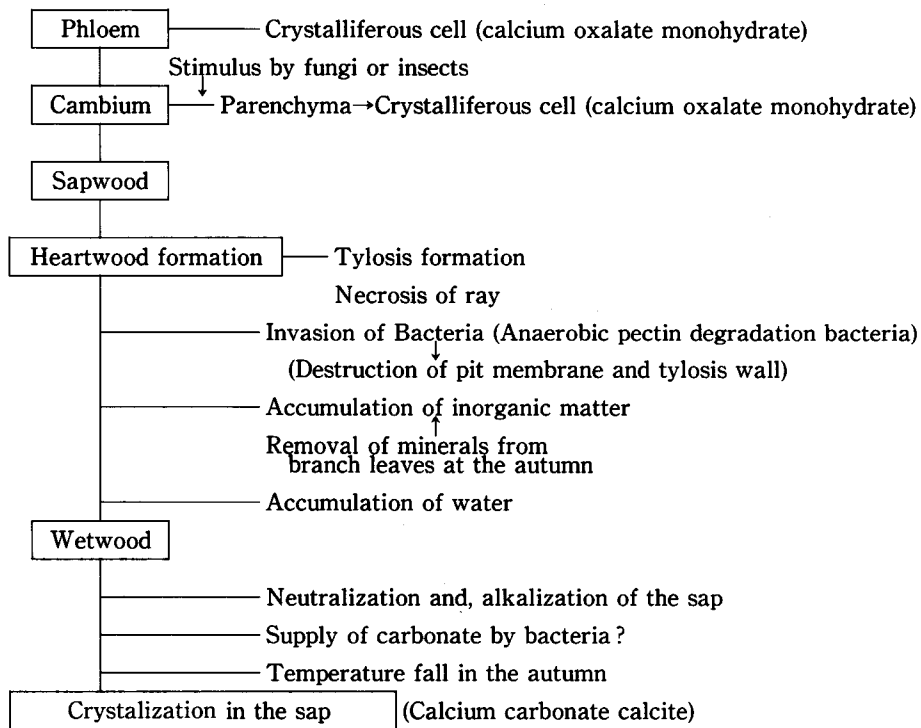 Phloem Crystalliferous cell (calcium oxalate monohydrate)
Stimulus by fungi or insects
Cambium Parenchyma→Crystalliferous cell (calcium oxalate monohydrate)
Sapwood
Heartwood formation Tylosis formation
Necrosis of ray
Invasion of Bacteria (Anaerobic pectin degradation bacteria)
(Destruction of pit membrane and tylosis wall)
Accumulation of inorganic matter
Removal of minerals from
branch leaves at the autumn
Accumulation of water
Wetwood
Neutralization and, alkalization of the sap
Supply of carbonate by bacteria?
Temperature fall in the autumn
Crystalization in the sap (Calcium carbonate calcite)